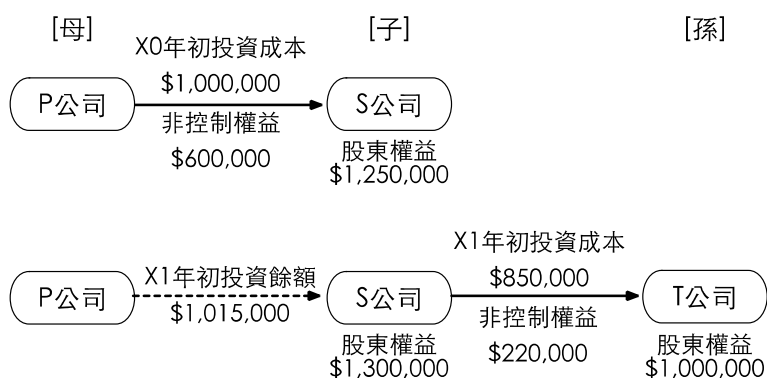 [母]
[子]
[孫]
X0年初投資成本
$1,000,000
P公司
S公司
非控制權益
$600,000
股東權益
$1,250,000
X1年初投資成本
$850,000
P公司
X1年初投資餘額
$1,015,000
S公司
T公司
非控制權益
$220,000
股東權益
$1,300,000
股東權益
$1,000,000